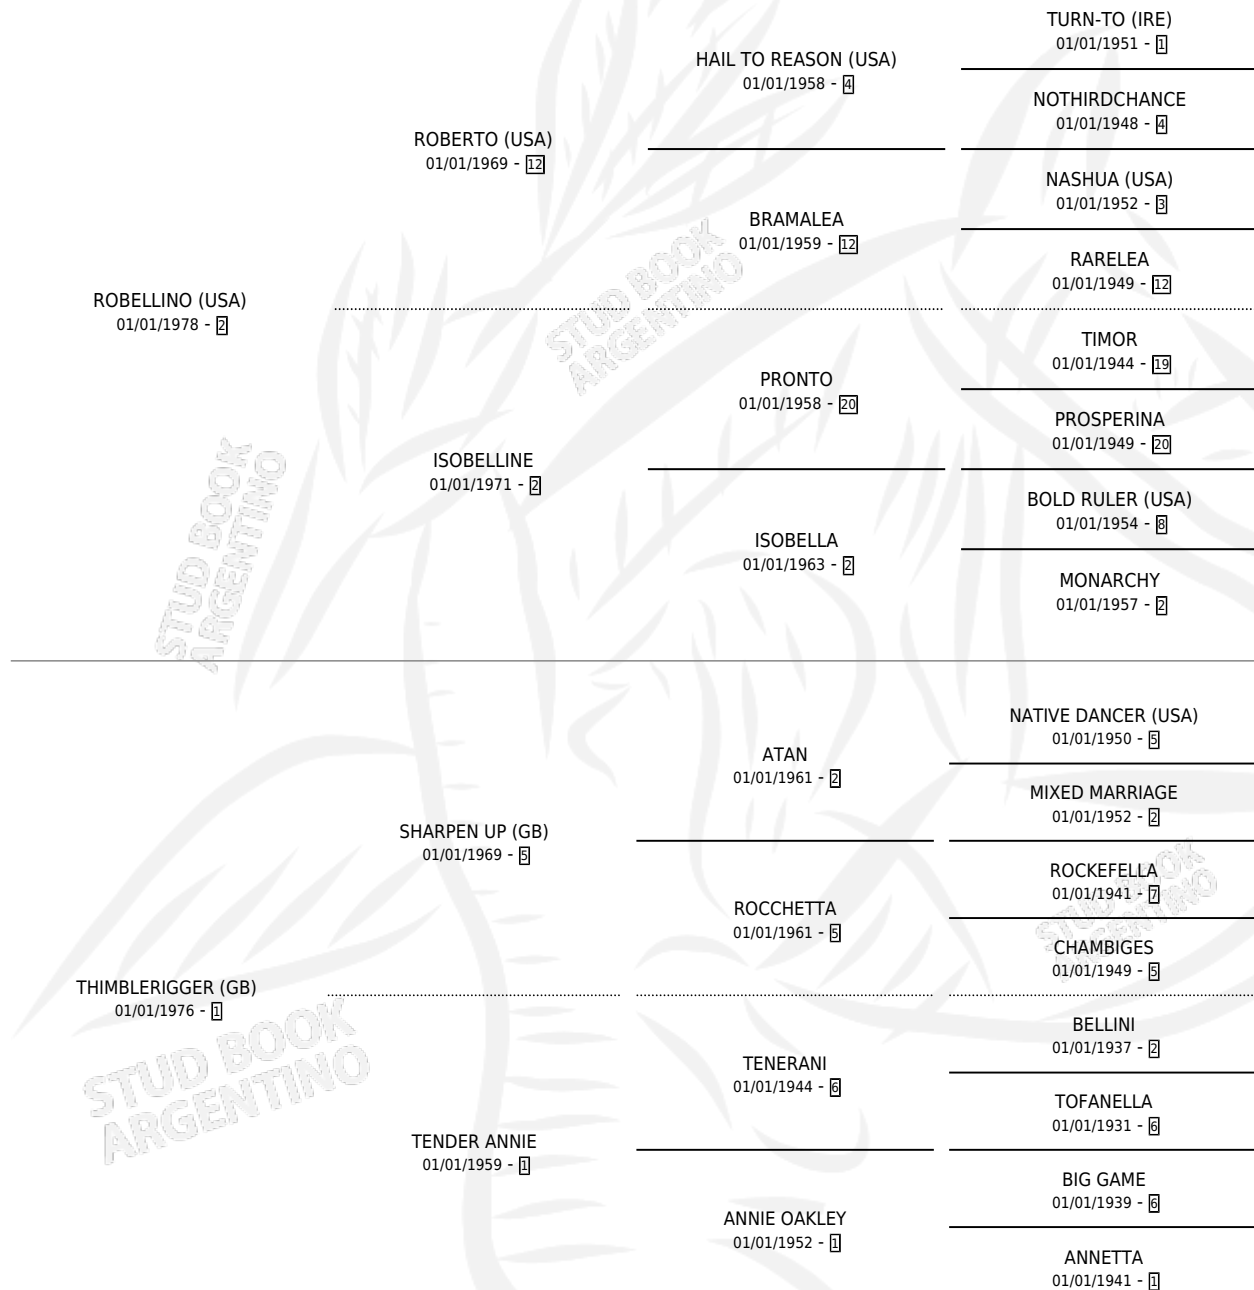 TURN-TO (IRE)
01/01/1951 - 1
HAIL TO REASON (USA)
01/01/1958 - 4
NOTHIRDCHANCE
01/01/1948 - 4
ROBERTO (USA)
01/01/1969 - 12
NASHUA (USA)
01/01/1952 - 3
BRAMALEA
01/01/1959 - 12
RARELEA
01/01/1949 - 12
ROBELLINO (USA)
01/01/1978 - 2
STUD BOOK
ARGENTINO
TIMOR
01/01/1944 - 19
PRONTO
01/01/1958 - 20
PROSPERINA
01/01/1949 - 20
ISOBELLINE
01/01/1971 - 2
BOLD RULER (USA)
01/01/1954 - 8
ISOBELLA
01/01/1963 - 2
MONARCHY
01/01/1957 - 2
STUD BOOK
ARGENTINO
NATIVE DANCER (USA)
01/01/1950 - 5
ATAN
01/01/1961 - 2
MIXED MARRIAGE
01/01/1952 - 2
SHARPEN UP (GB)
01/01/1969 - 5
ROCKEFELLA
01/01/1941 - 7
ROCCHETTA
01/01/1961 - 5
STUD BOOK
ARGENTINO
CHAMBIGES
01/01/1949 - 5
THIMBLERIGGER (GB)
01/01/1976 - 1
BELLINI
01/01/1937 - 2
TENERANI
01/01/1944 - 6
STUD BOOK
ARGENTINO
TOFANELLA
01/01/1931 - 6
TENDER ANNIE
01/01/1959 - 1
BIG GAME
01/01/1939 - 6
ANNIE OAKLEY
01/01/1952 - 1
ANNETTA
01/01/1941 - 1